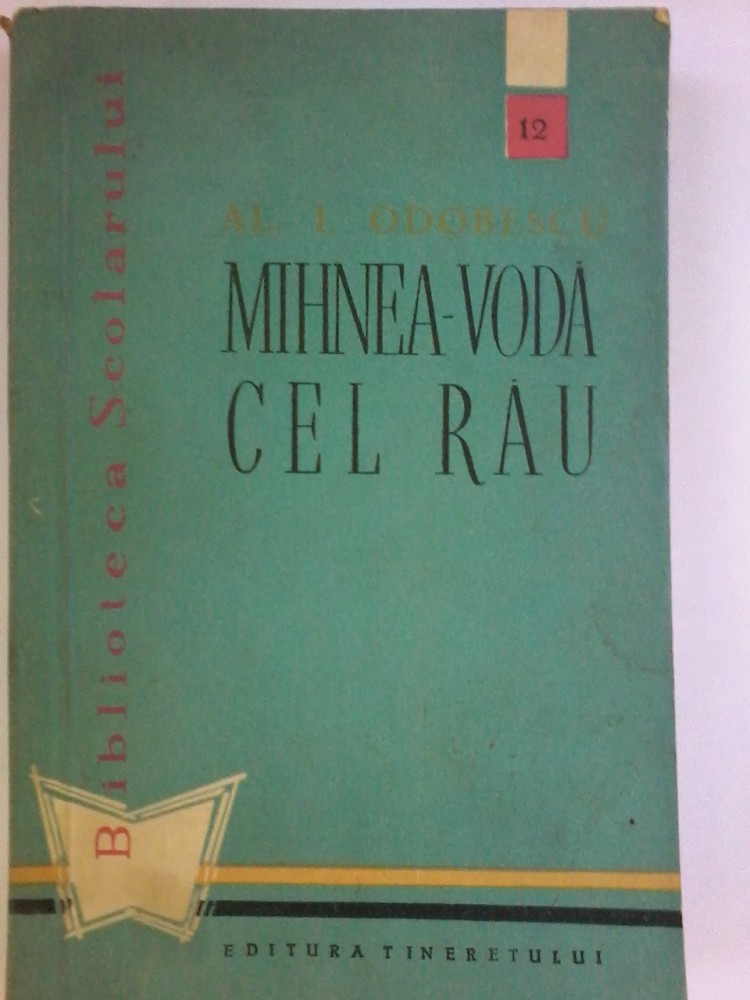 12
AL. I. ODOBESCU
MIHNEA-VODĂ
CEL RĂU
Biblioteca Școlarului
EDITURA TINERETULUI